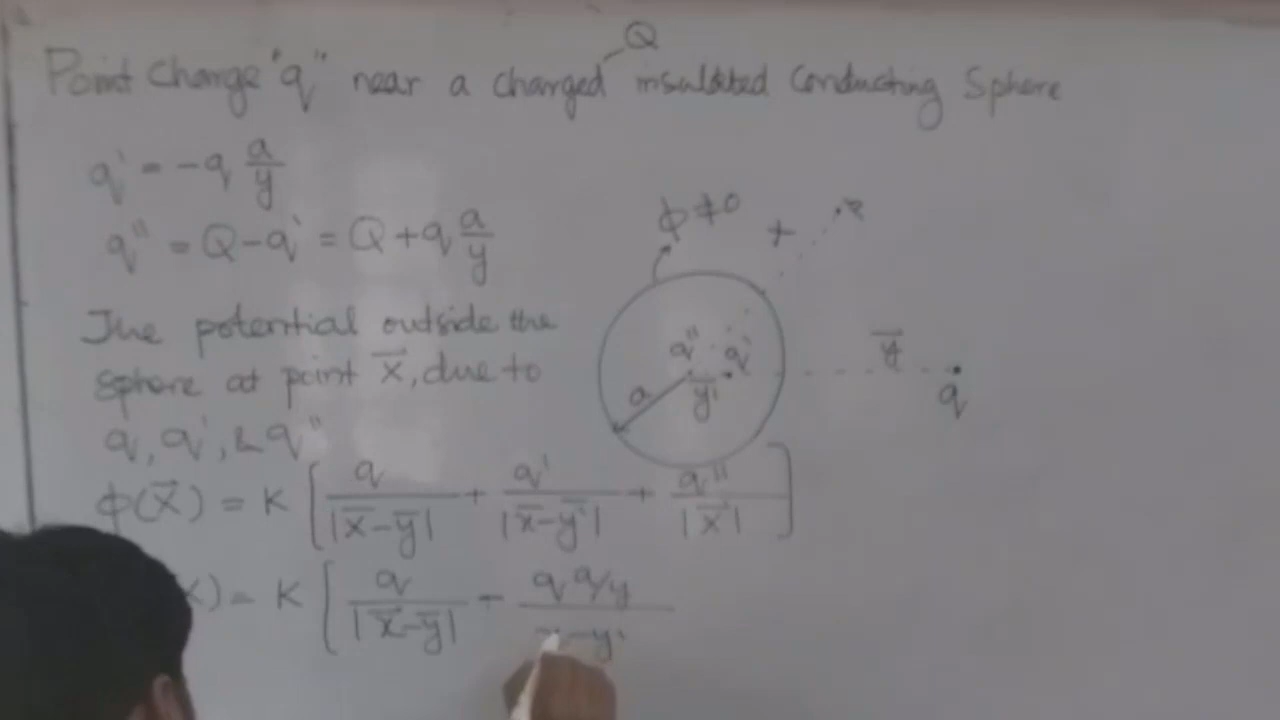 Q
Point Charge "q" near a charged insulated Conducting Sphere
q' = -q a/y
q'' = Q-q' = Q+q a/y
The potential outside the
sphere at point x⃗, due to
q, q', & q''
ϕ(x⃗) = K [ q/|x̄-ȳ| + q'/|x̄-ȳ'| + q''/|x⃗| ]
x) = K [ q/|x̄-ȳ| - q a/y / x-y'
ϕ≠0
+
q'' q'
a
y'
q